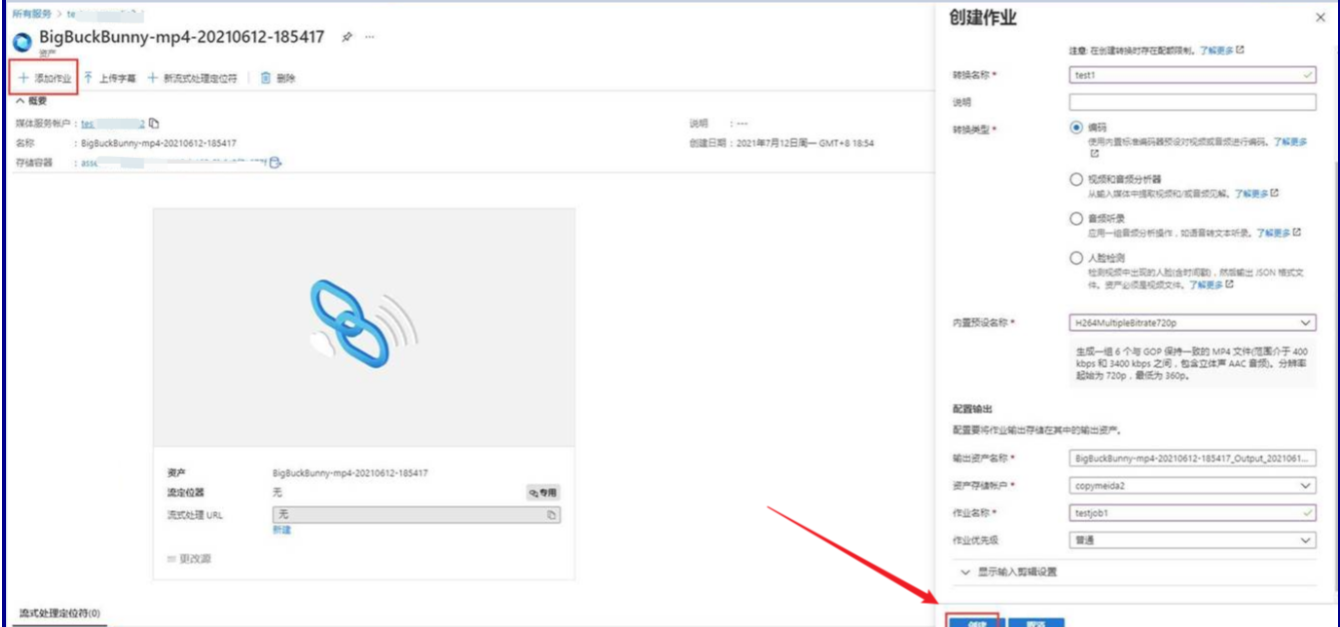 所有服务 > te
BigBuckBunny-mp4-20210612-185417
资产
添加作业 上传字幕 新流式处理定位符 删除
概要
媒体服务帐户 : tes 2
名称 : BigBuckBunny-mp4-20210612-185417
存储容器 : asse
说明 : ---
创建日期 : 2021年7月12日周一 GMT+8 18:54
资产 BigBuckBunny-mp4-20210612-185417
流定位器 无 专用
流式处理 URL 无
新建
更改源
流式处理定位符(0)
创建作业
注意: 在创建转换时存在配额限制。了解更多
转换名称 * test1
说明
转换类型 * 编码
使用内置标准编码器预设对视频或音频进行编码。了解更多
视频和音频分析器
从输入媒体中提取视频和/或音频见解。了解更多
音频听录
应用一组音频分析操作，如语音转文本听录。了解更多
人脸检测
检测视频中出现的人脸(含时间戳)，然后输出 JSON 格式文
件。资产必须是视频文件。了解更多
内置预设名称 * H264MultipleBitrate720p
生成一组 6 个与 GOP 保持一致的 MP4 文件(范围介于 400
kbps 和 3400 kbps 之间，包含立体声 AAC 音频)。分辨率
起始为 720p，最低为 360p。
配置输出
配置要将作业输出存储在其中的输出资产。
输出资产名称 * BigBuckBunny-mp4-20210612-185417_Output_2021061...
资产存储帐户 * copymeida2
作业名称 * testjob1
作业优先级 普通
显示输入剪辑设置
创建 取消